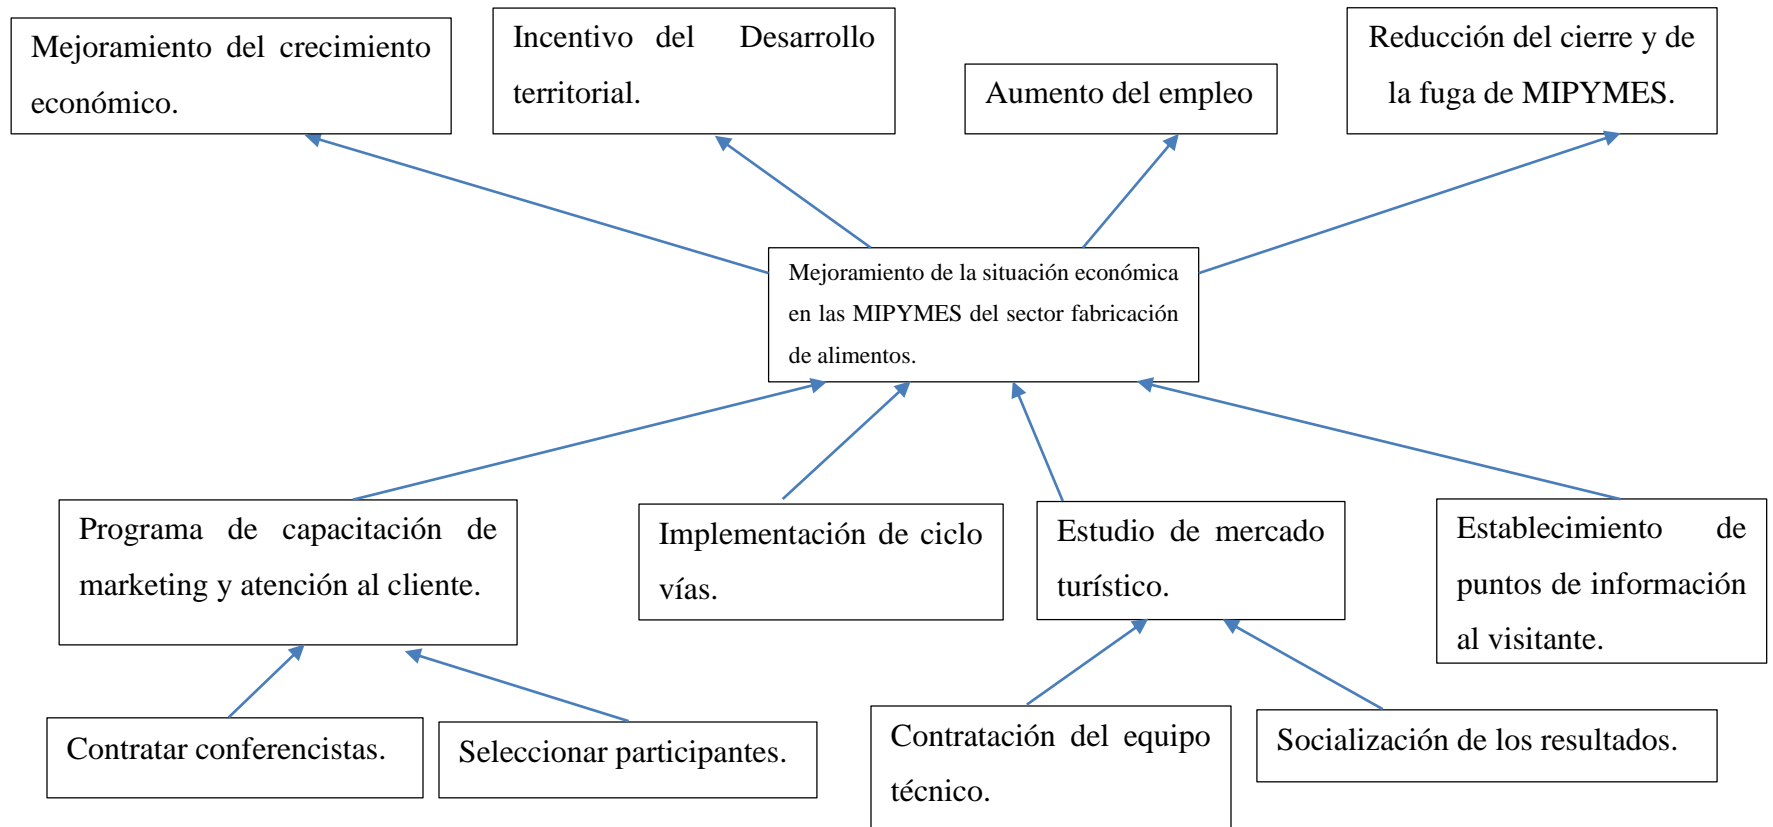 Mejoramiento del crecimiento
económico.
Incentivo del Desarrollo
territorial.
Aumento del empleo
Reducción del cierre y de
la fuga de MIPYMES.
Mejoramiento de la situación económica
en las MIPYMES del sector fabricación
de alimentos.
Programa de capacitación de
marketing y atención al cliente.
Implementación de ciclo
vías.
Estudio de mercado
turístico.
Establecimiento de
puntos de información
al visitante.
Contratar conferencistas.
Seleccionar participantes.
Contratación del equipo
técnico.
Socialización de los resultados.